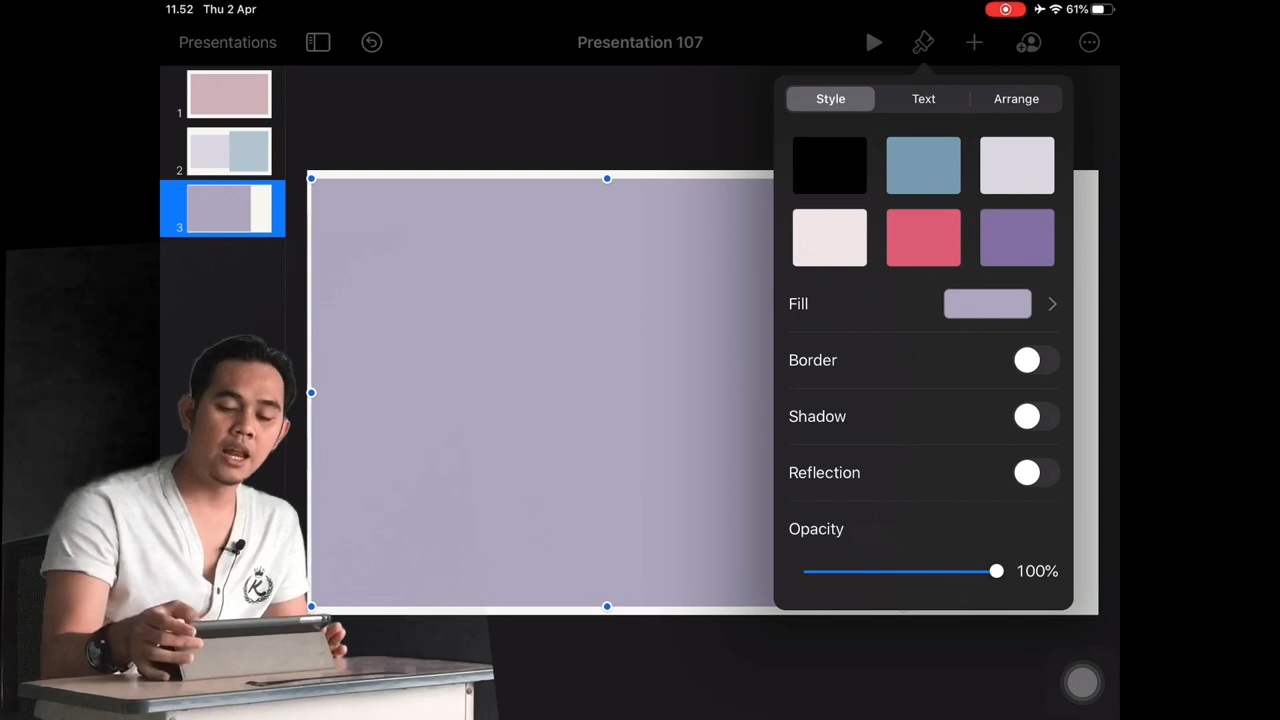 11.52 Thu 2 Apr 61%
Presentations Presentation 107
Style Text Arrange
1
2
3
Fill
Border
Shadow
Reflection
Opacity
100%
K